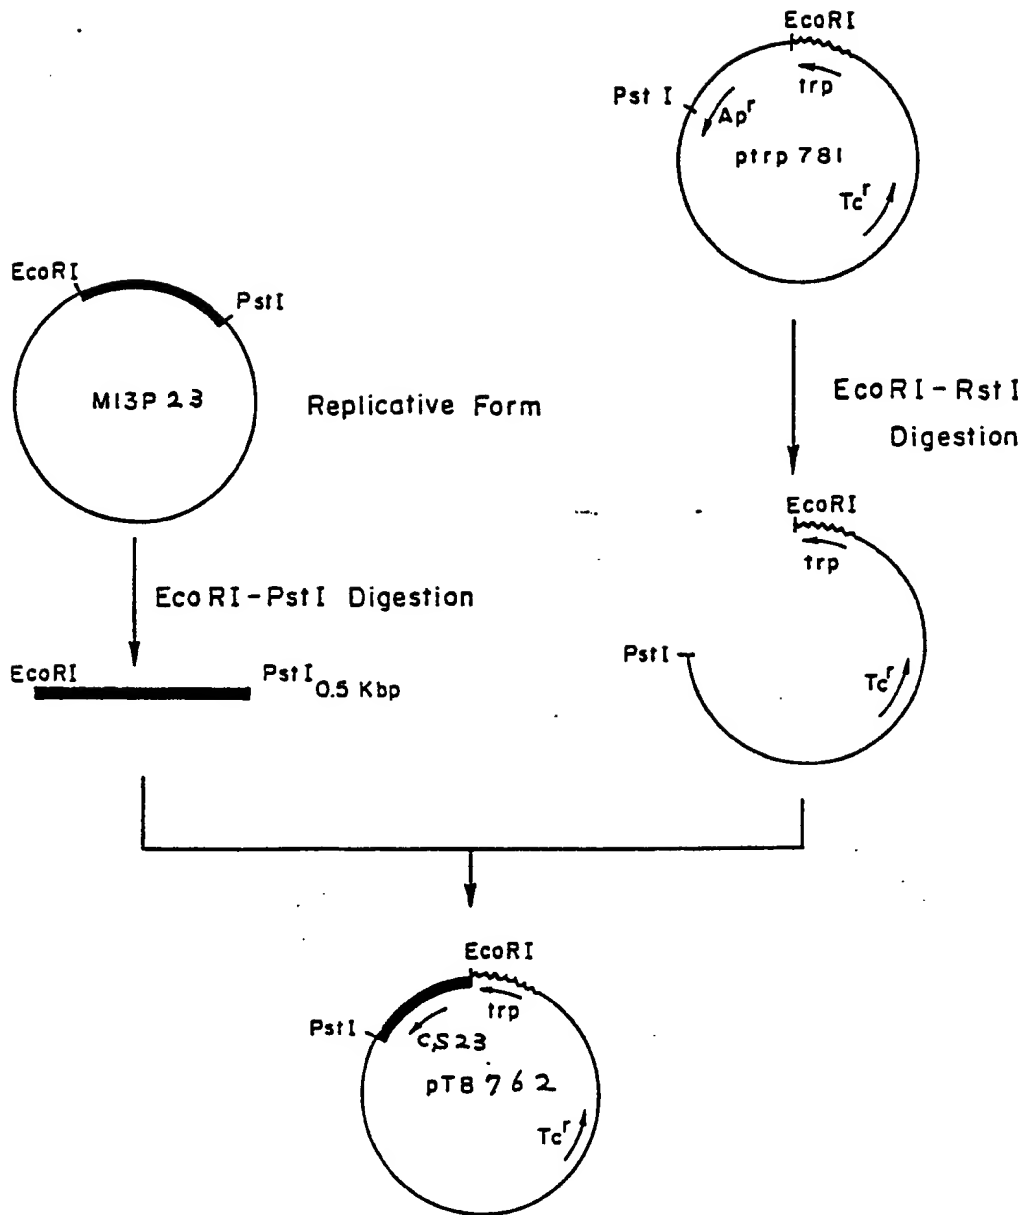 EcoRI
trp
Pst I
Apʳ
ptrp 781
Tcʳ
EcoRI
PstI
M13P 23
Replicative Form
EcoRI-RstI
Digestion
EcoRI
trp
EcoRI-PstI Digestion
PstI
Tcʳ
EcoRI
PstI
0.5 Kbp
EcoRI
trp
PstI
C,S23
pT8 762
Tcʳ